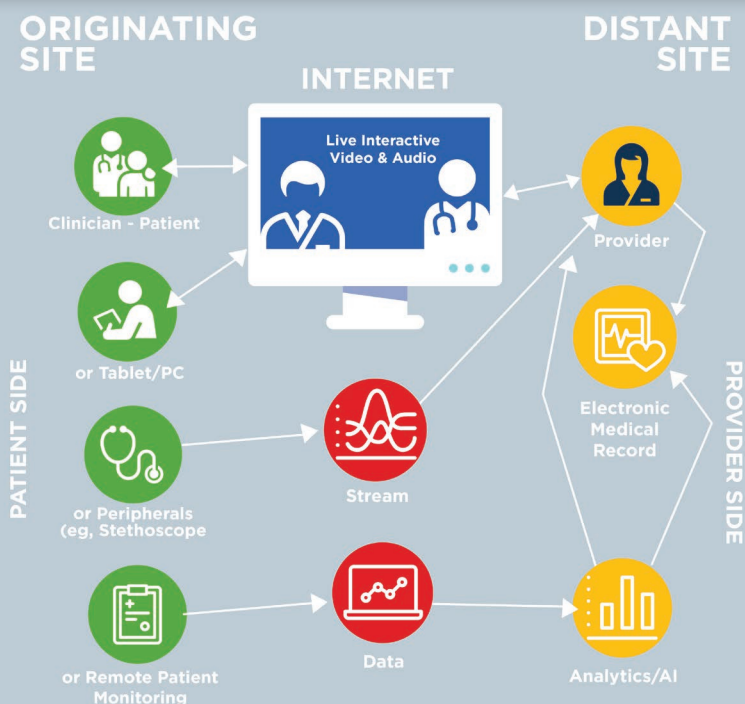 ORIGINATING
SITE
DISTANT
SITE
INTERNET
Live Interactive
Video & Audio
Clinician - Patient
Provider
or Tablet/PC
Electronic
Medical
Record
PATIENT SIDE
PROVIDER SIDE
or Peripherals
(eg, Stethoscope
Stream
or Remote Patient
Monitoring
Data
Analytics/AI